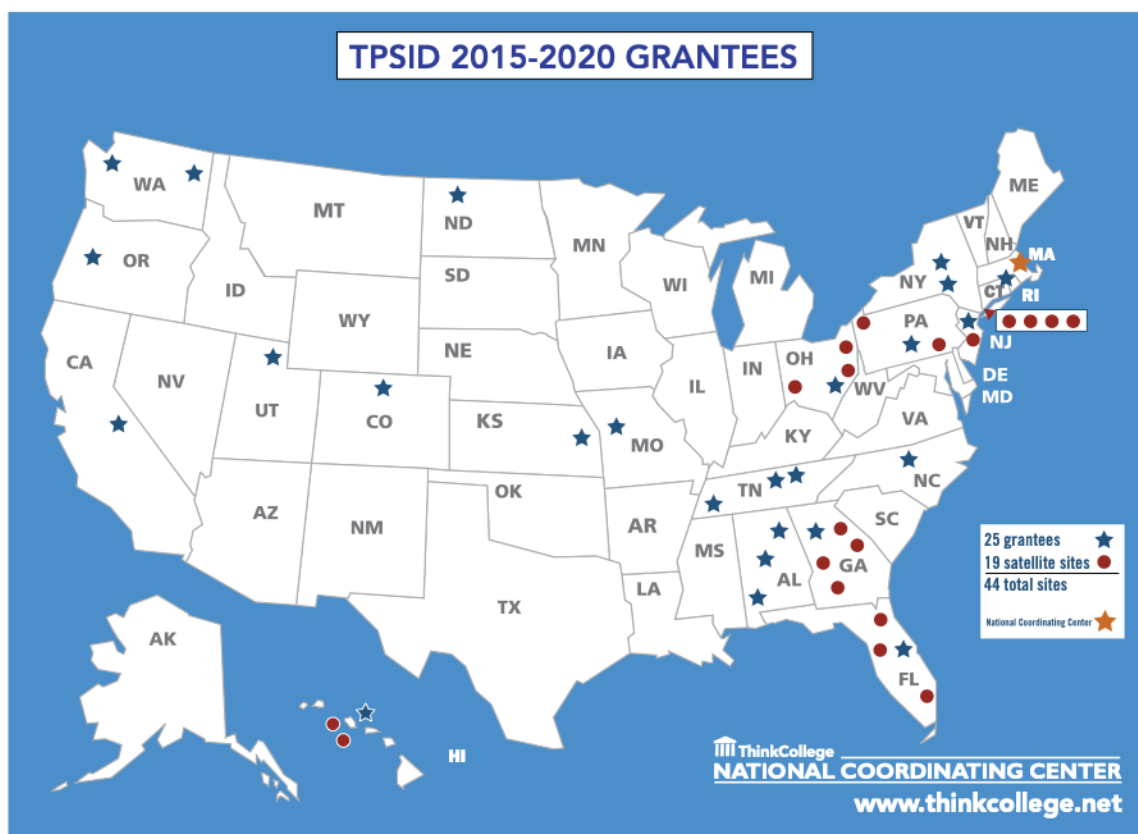 TPSID 2015-2020 GRANTEES
WA
MT
ND
MN
ME
VT
NH
MA
OR
ID
SD
WI
MI
NY
CT
RI
WY
PA
NJ
CA
NV
NE
IA
IN
OH
DE
UT
CO
KS
IL
WV
MD
MO
KY
VA
AZ
NM
OK
TN
NC
AR
SC
MS
AL
GA
LA
TX
25 grantees
19 satellite sites
44 total sites
National Coordinating Center
AK
FL
HI
ThinkCollege
NATIONAL COORDINATING CENTER
www.thinkcollege.net